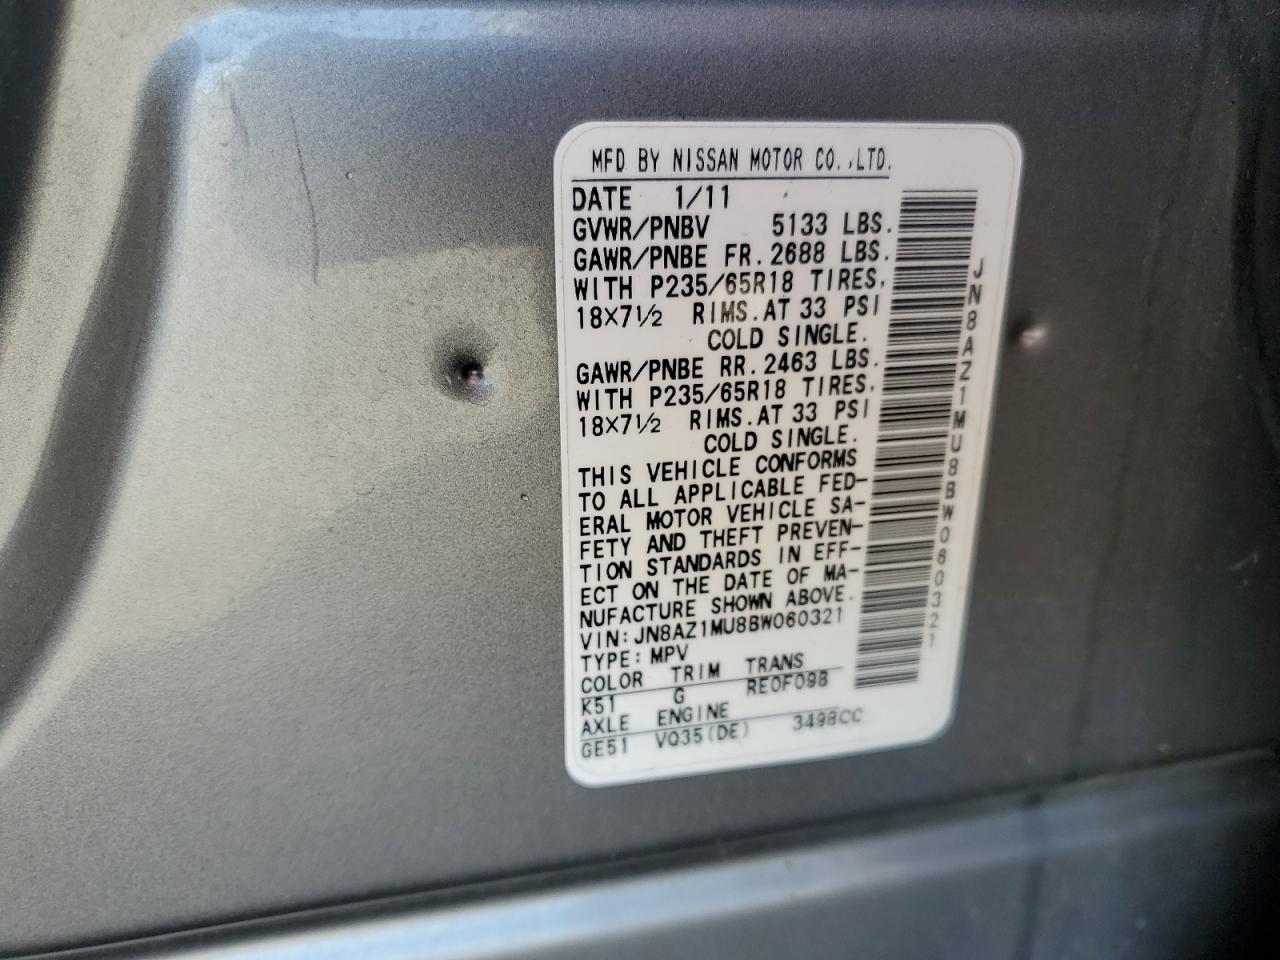 MFD BY NISSAN MOTOR CO.,LTD.
DATE 1/11
GVWR/PNBV 5133 LBS.
GAWR/PNBE FR. 2688 LBS.
WITH P235/65R18 TIRES,
18×7½ RIMS. AT 33 PSI
COLD SINGLE.
GAWR/PNBE RR. 2463 LBS.
WITH P235/65R18 TIRES,
18×7½ RIMS. AT 33 PSI
COLD SINGLE.
THIS VEHICLE CONFORMS
TO ALL APPLICABLE FED-
ERAL MOTOR VEHICLE SA-
FETY AND THEFT PREVEN-
TION STANDARDS IN EFF-
ECT ON THE DATE OF MA-
NUFACTURE SHOWN ABOVE.
VIN: JN8AZ1MU8BW060321
TYPE: MPV
COLOR TRIM TRANS
K51 G RE0F09B
AXLE ENGINE
GE51 VQ35(DE) 3498CC
JN8AZ1MU8BW060321